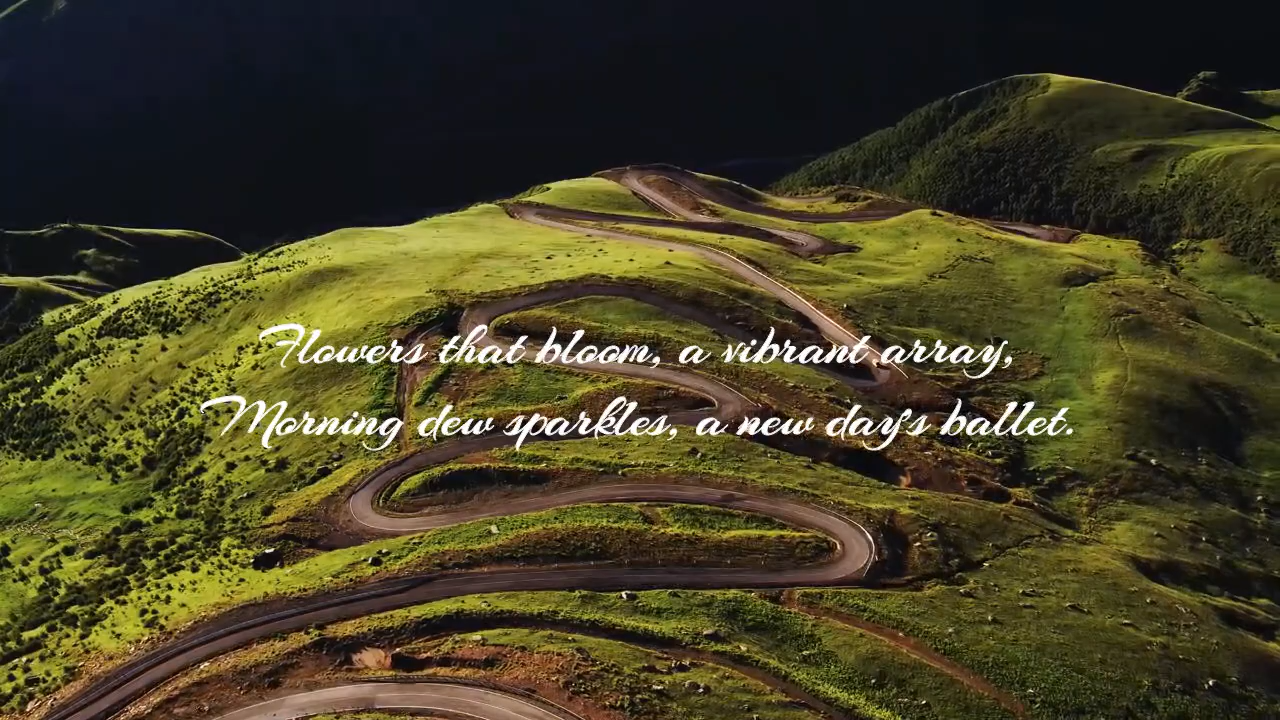 Flowers that bloom, a vibrant array,
Morning dew sparkles, a new day's ballet.